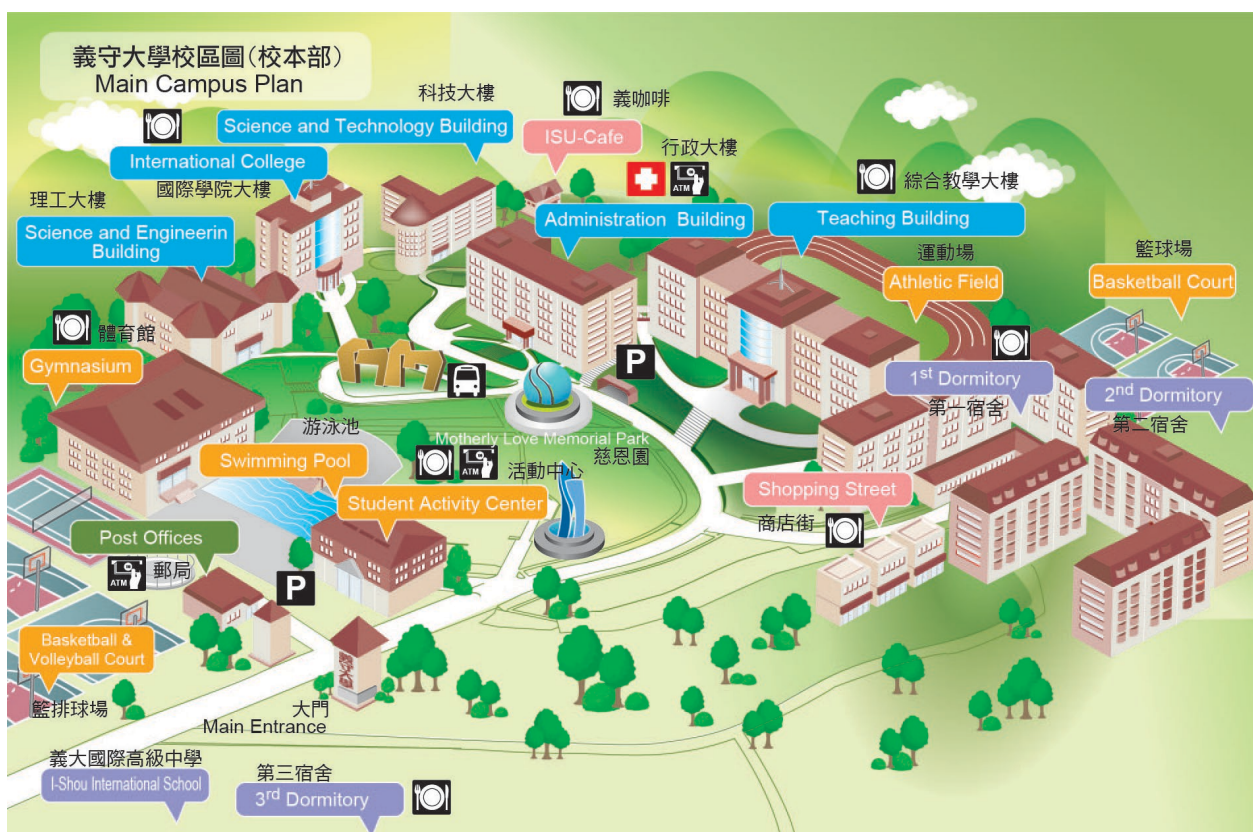 義守大學校區圖(校本部)
Main Campus Plan
科技大樓
Science and Technology Building
義咖啡
ISU-Cafe
International College
國際學院大樓
行政大樓
ATM
Administration Building
綜合教學大樓
Teaching Building
理工大樓
Science and Engineerin
Building
運動場
Athletic Field
籃球場
Basketball Court
體育館
Gymnasium
P
1st Dormitory
第一宿舍
2nd Dormitory
第二宿舍
游泳池
Swimming Pool
Motherly Love Memorial Park
慈恩園
ATM
活動中心
Student Activity Center
Shopping Street
商店街
Post Offices
ATM
郵局
P
Basketball &
Volleyball Court
籃排球場
大門
Main Entrance
義大國際高級中學
I-Shou International School
第三宿舍
3rd Dormitory